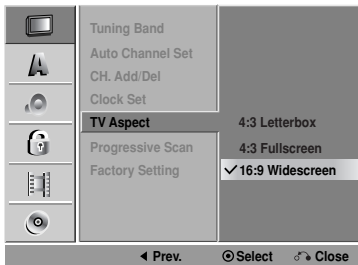 Tuning Band
Auto Channel Set
CH. Add/Del
Clock Set
TV Aspect
Progressive Scan
Factory Setting
4:3 Letterbox
4:3 Fullscreen
✓16:9 Widescreen
◀ Prev.
Select
Close